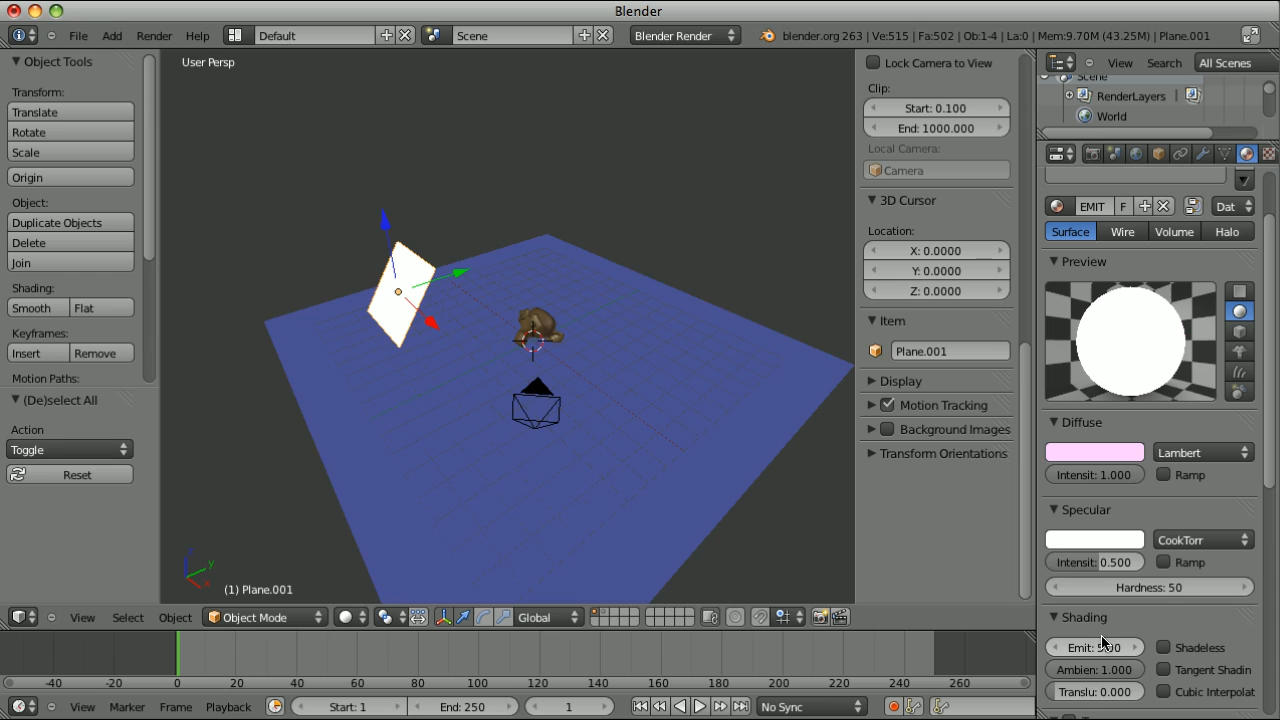 Blender
File Add Render Help Default Scene Blender Render blender.org 263 | Ve:515 | Fa:502 | Ob:1-4 | La:0 | Mem:9.70M (43.25M) | Plane.001
Object Tools
Transform:
Translate
Rotate
Scale
Origin
Object:
Duplicate Objects
Delete
Join
Shading:
Smooth Flat
Keyframes:
Insert Remove
Motion Paths:
(De)select All
Action
Toggle
Reset
User Persp
(1) Plane.001
View Select Object Object Mode Global
Lock Camera to View
Clip:
Start: 0.100
End: 1000.000
Local Camera:
Camera
3D Cursor
Location:
X: 0.0000
Y: 0.0000
Z: 0.0000
Item
Plane.001
Display
Motion Tracking
Background Images
Transform Orientations
View Search All Scenes
Scene
RenderLayers
World
EMIT F Dat
Surface Wire Volume Halo
Preview
Diffuse
Lambert
Intensit: 1.000 Ramp
Specular
CookTorr
Intensit: 0.500 Ramp
Hardness: 50
Shading
Emit: Shadeless
Ambien: 1.000 Tangent Shadin
Translu: 0.000 Cubic Interpolat
-40 -20 0 20 40 60 80 100 120 140 160 180 200 220 240 260
View Marker Frame Playback Start: 1 End: 250 1 No Sync